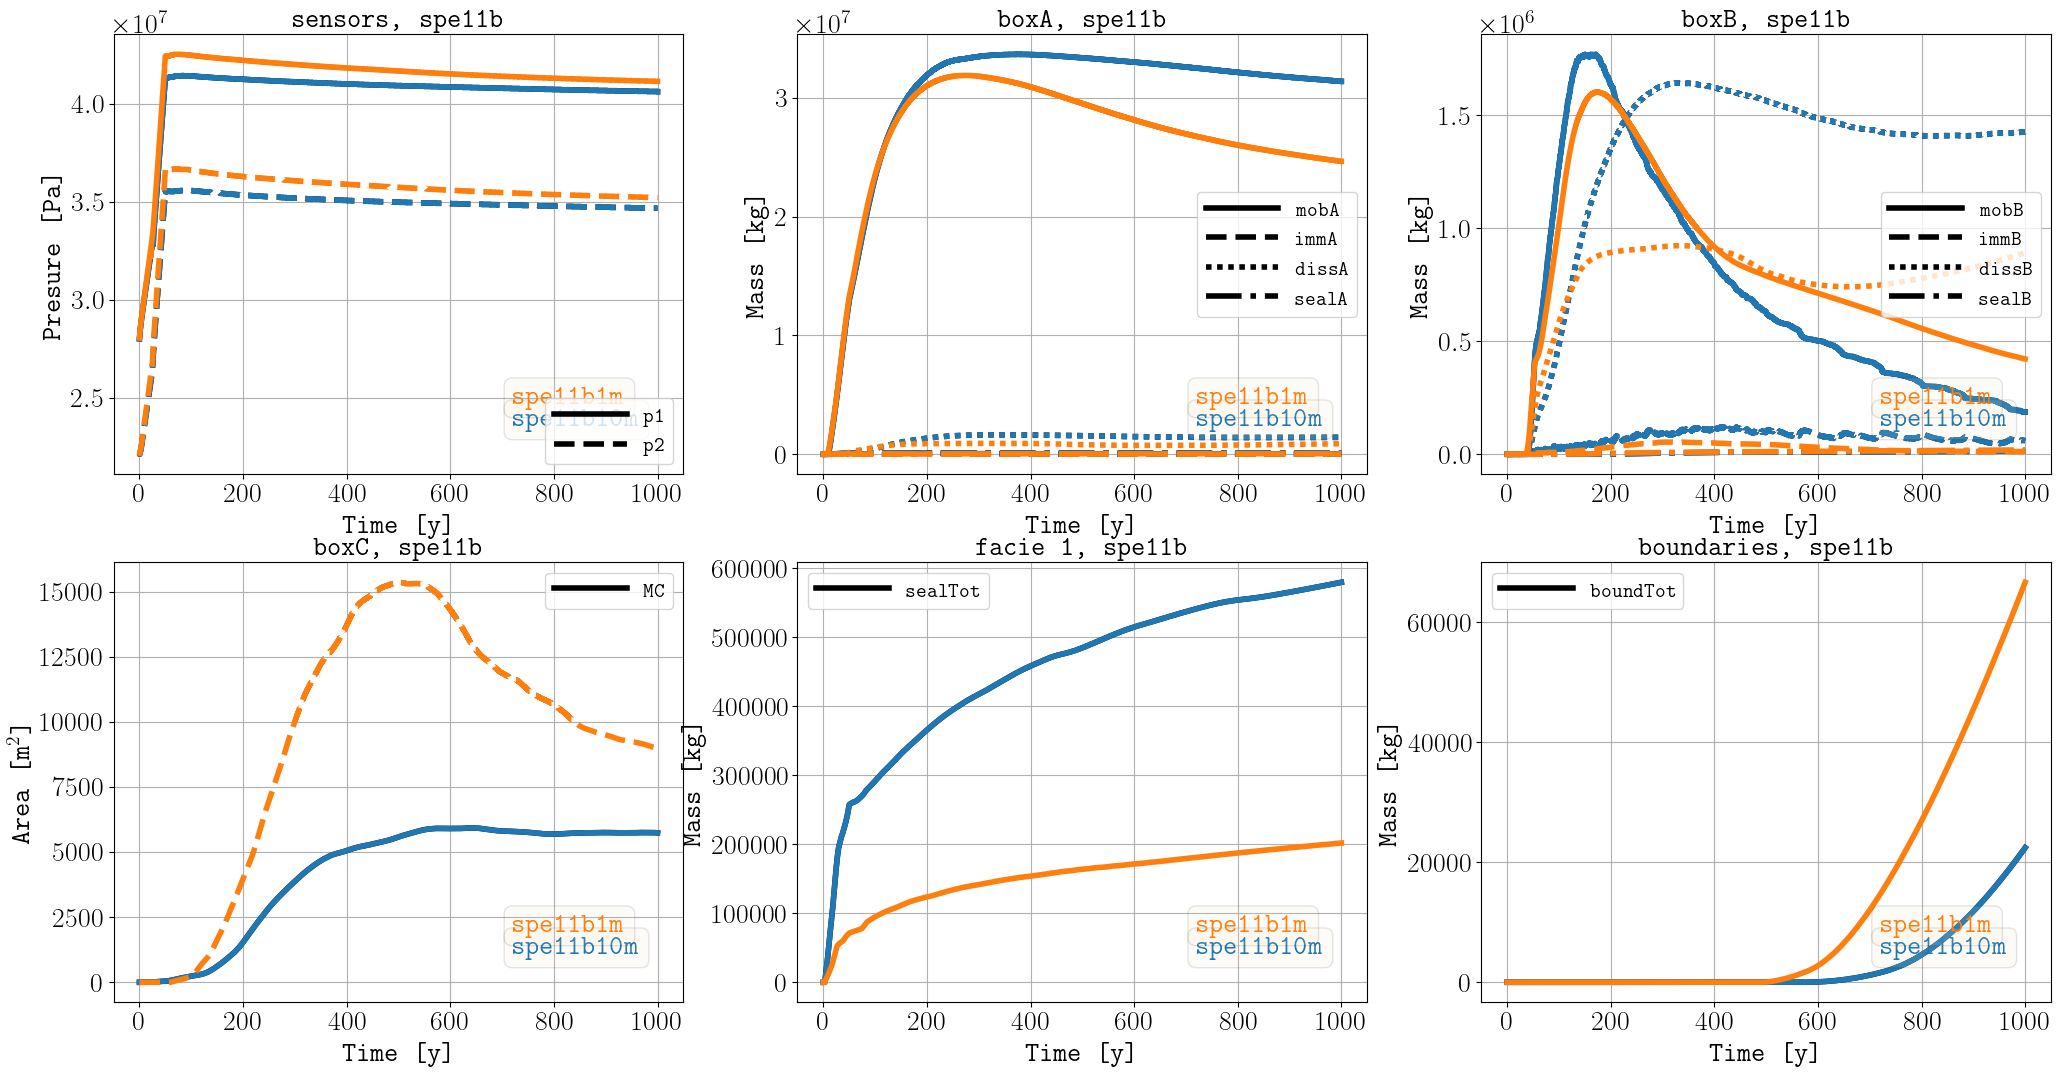 ×10⁷
sensors, spe11b
4.0
3.5
3.0
2.5
Presure [Pa]
spe11b1m
spe11b10m
p1
p2
0 200 400 600 800 1000
Time [y]
×10⁷
boxA, spe11b
3
2
1
0
Mass [kg]
mobA
immA
dissA
sealA
spe11b1m
spe11b10m
0 200 400 600 800 1000
Time [y]
×10⁶
boxB, spe11b
1.5
1.0
0.5
0.0
Mass [kg]
mobB
immB
dissB
sealB
spe11b1m
spe11b10m
0 200 400 600 800 1000
Time [y]
boxC, spe11b
15000
12500
10000
7500
5000
2500
0
Area [m²]
MC
spe11b1m
spe11b10m
0 200 400 600 800 1000
Time [y]
facie 1, spe11b
600000
500000
400000
300000
200000
100000
0
Mass [kg]
sealTot
spe11b1m
spe11b10m
0 200 400 600 800 1000
Time [y]
boundaries, spe11b
60000
40000
20000
0
Mass [kg]
boundTot
spe11b1m
spe11b10m
0 200 400 600 800 1000
Time [y]